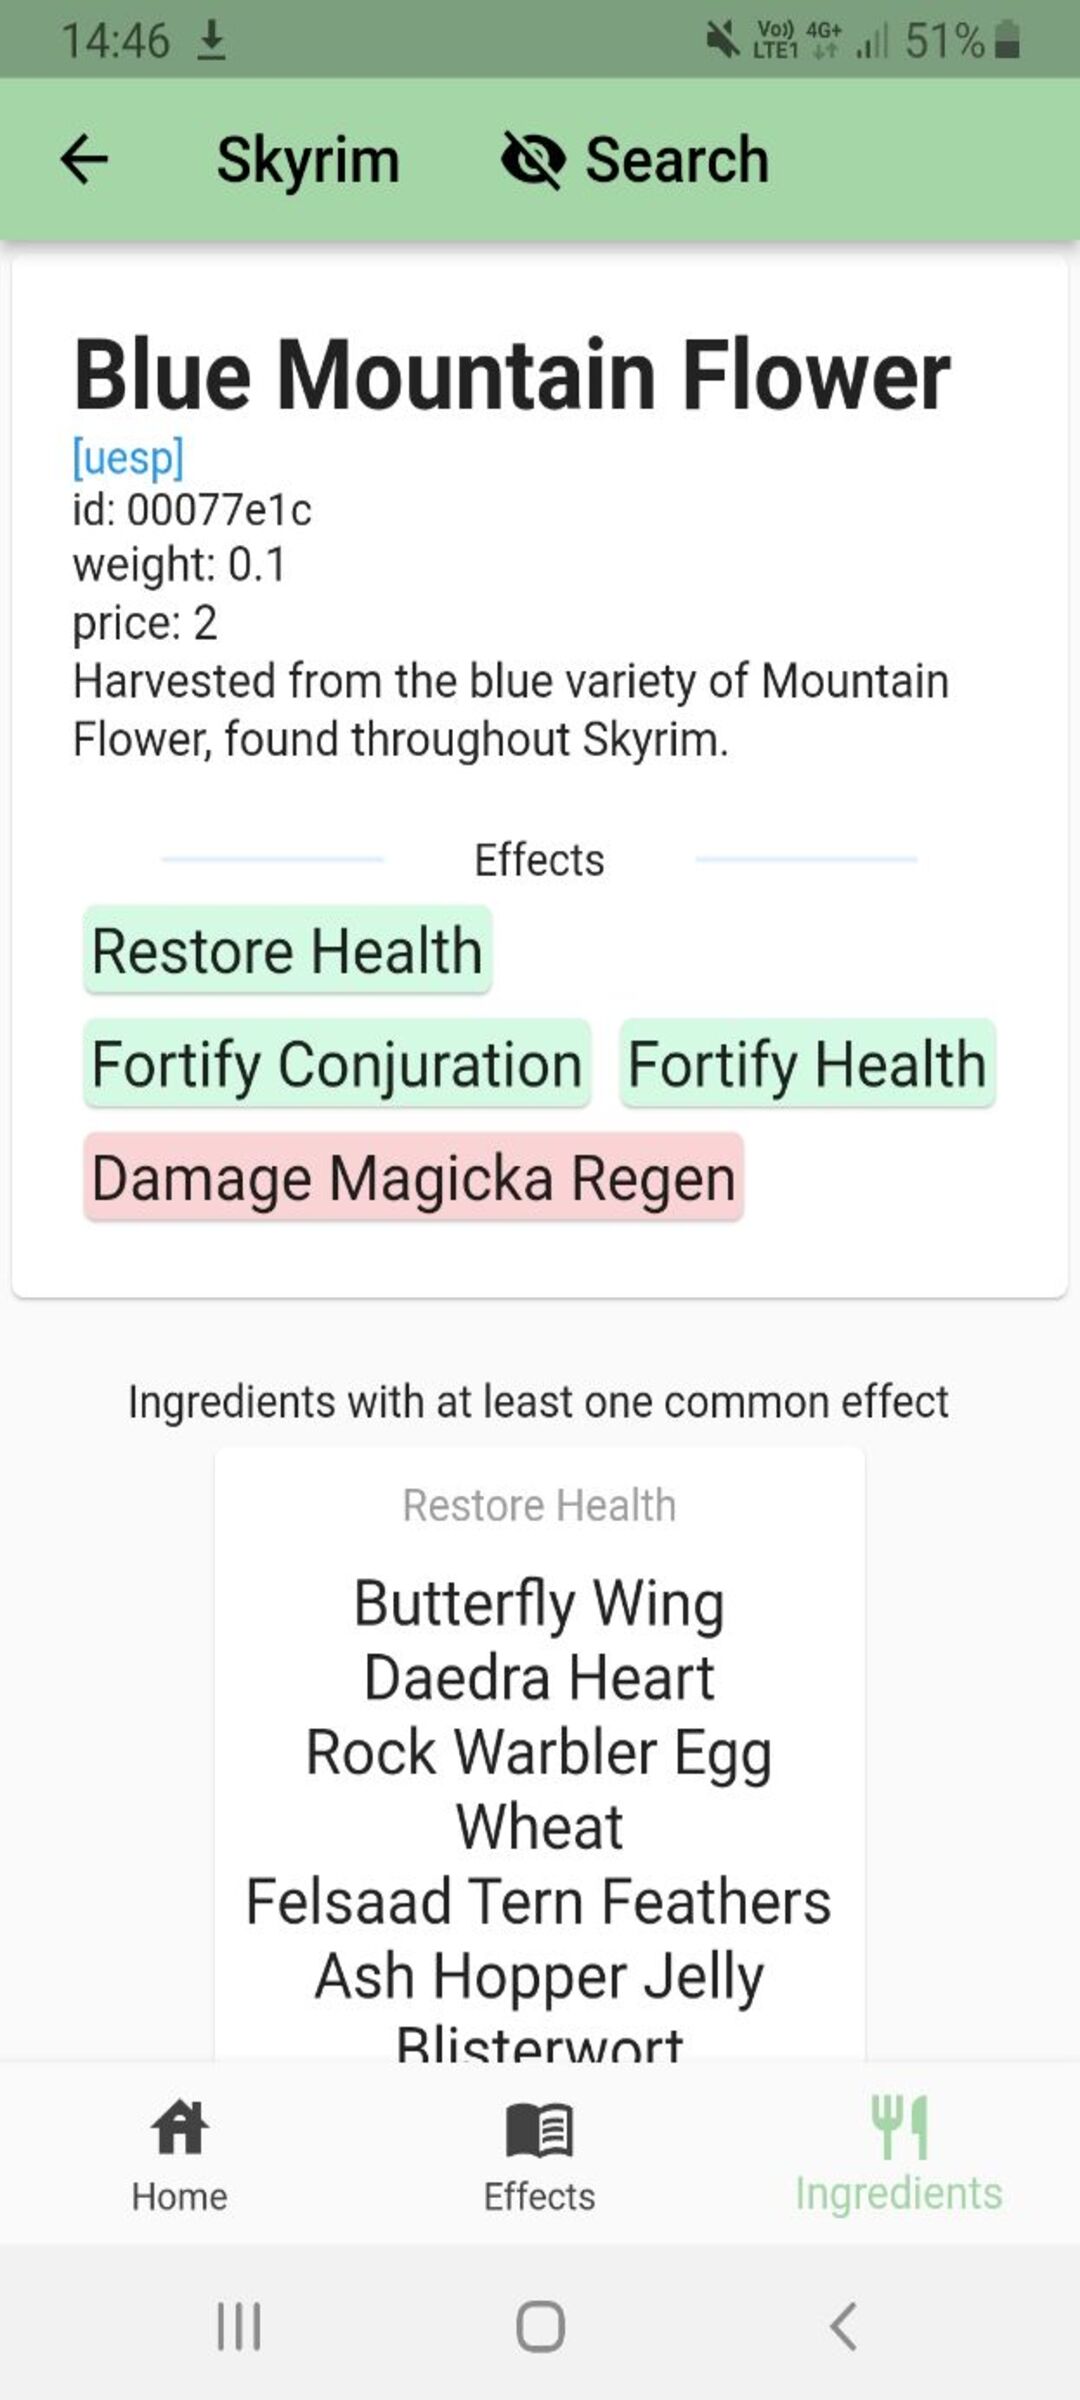 14:46 Vo)) LTE1 4G+ 51%
Skyrim Search
Blue Mountain Flower
[uesp]
id: 00077e1c
weight: 0.1
price: 2
Harvested from the blue variety of Mountain
Flower, found throughout Skyrim.
Effects
Restore Health
Fortify Conjuration Fortify Health
Damage Magicka Regen
Ingredients with at least one common effect
Restore Health
Butterfly Wing
Daedra Heart
Rock Warbler Egg
Wheat
Felsaad Tern Feathers
Ash Hopper Jelly
Blisterwort
Home Effects Ingredients